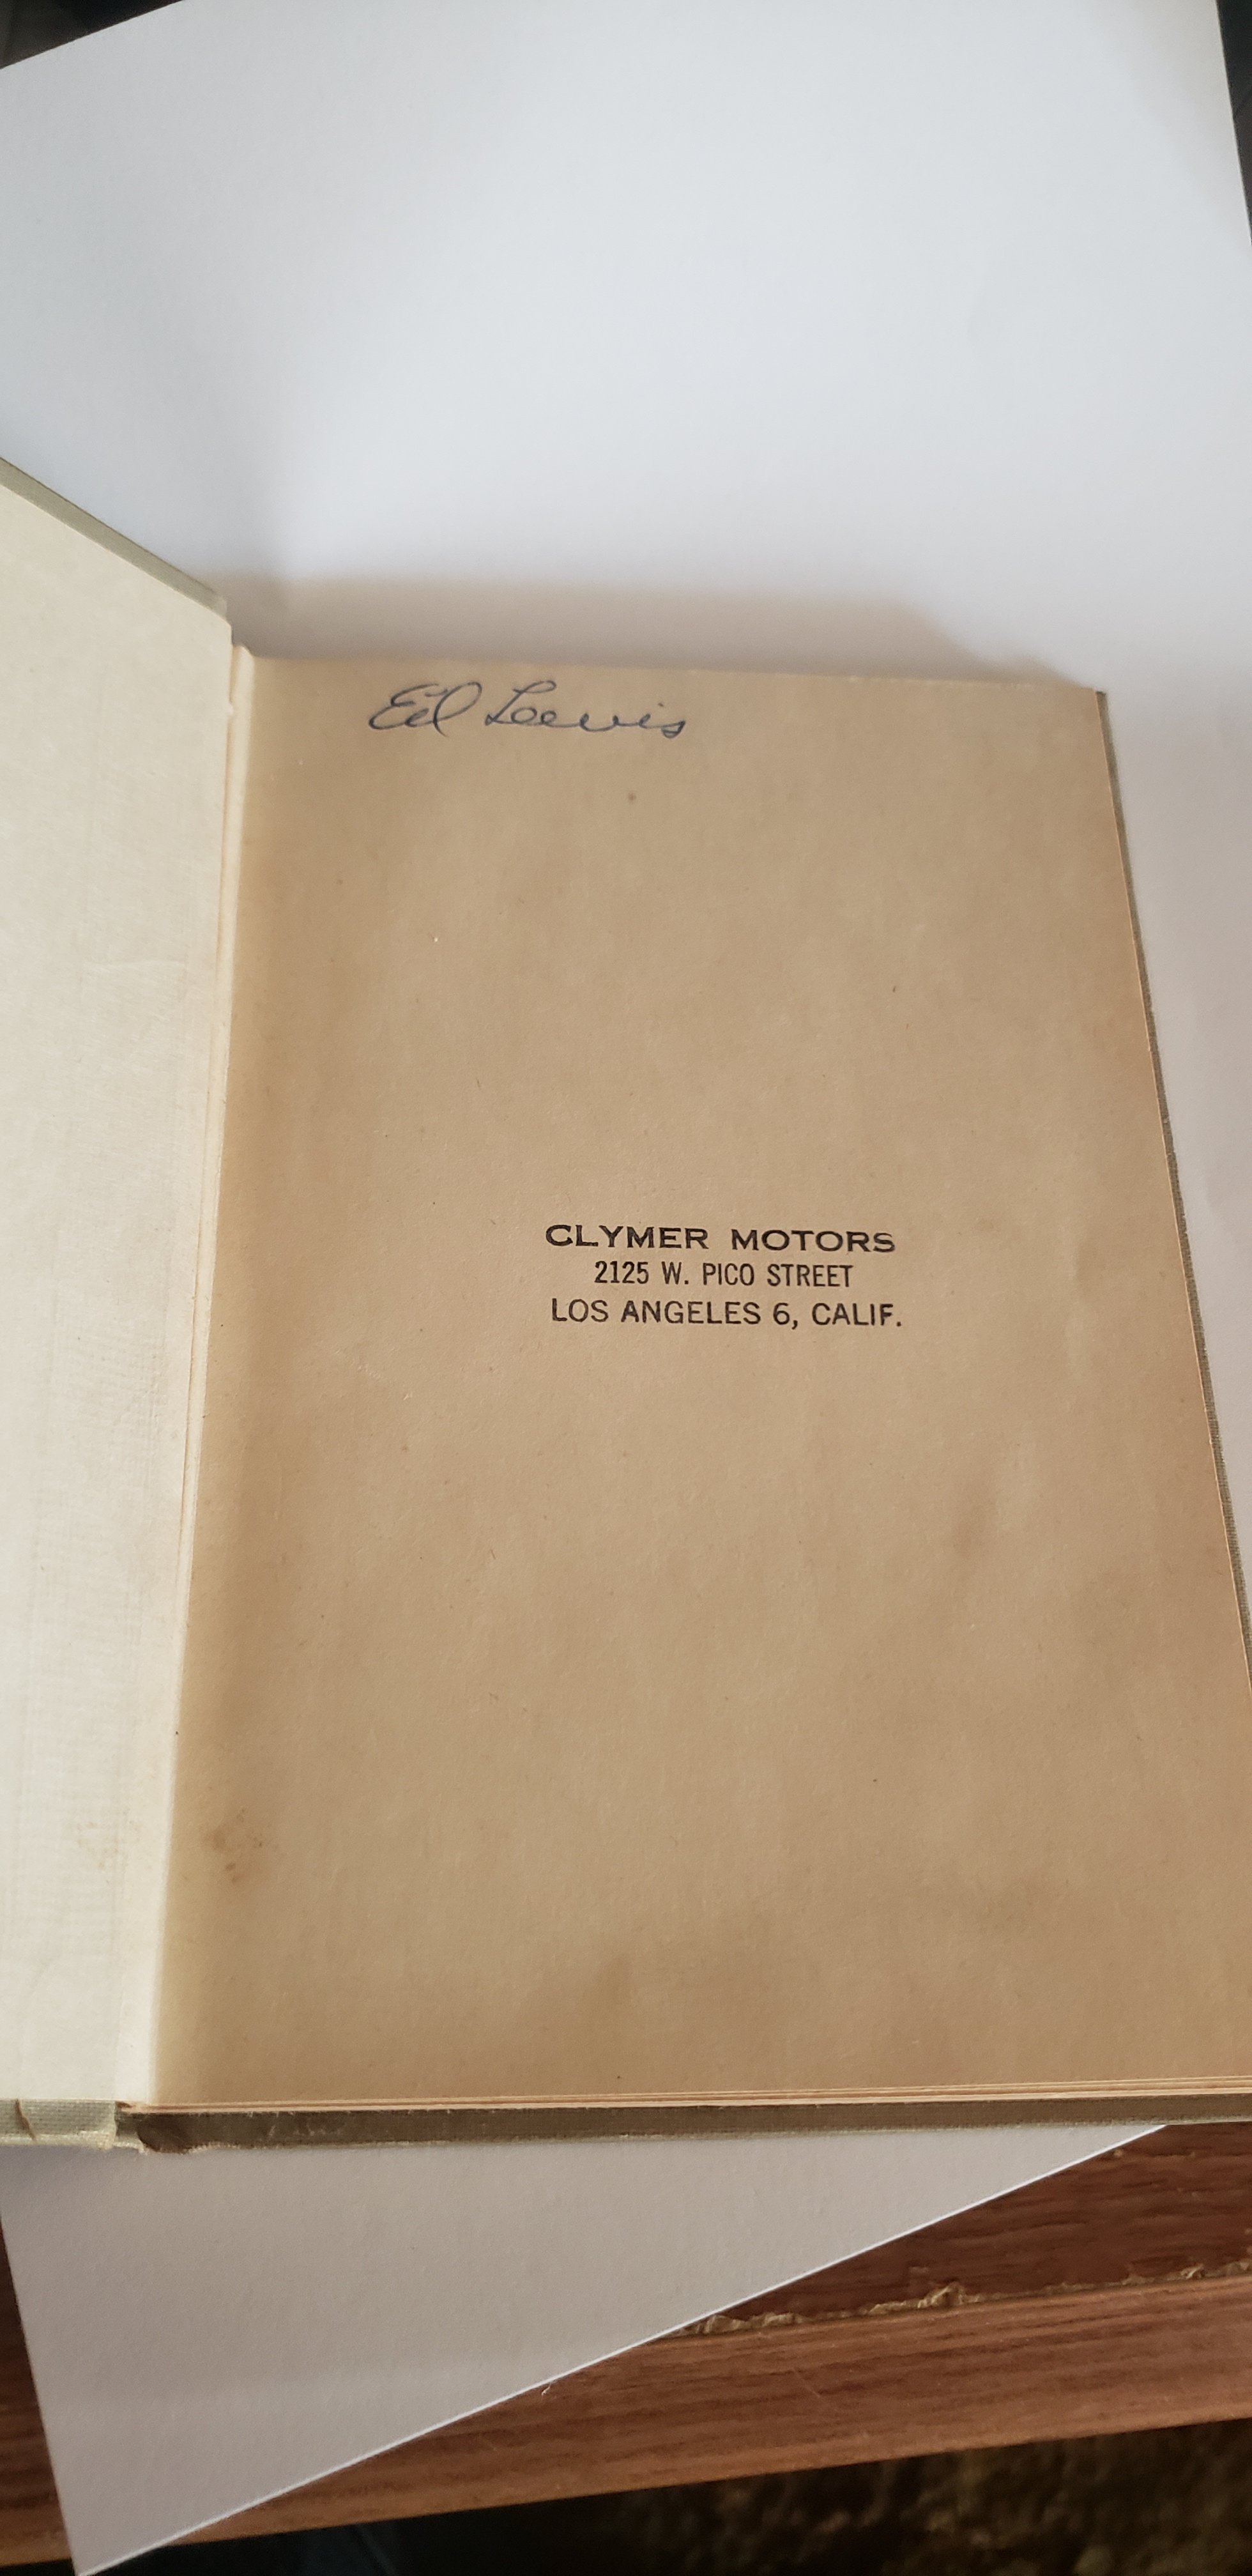 Ed Lewis
CLYMER MOTORS
2125 W. PICO STREET
LOS ANGELES 6, CALIF.